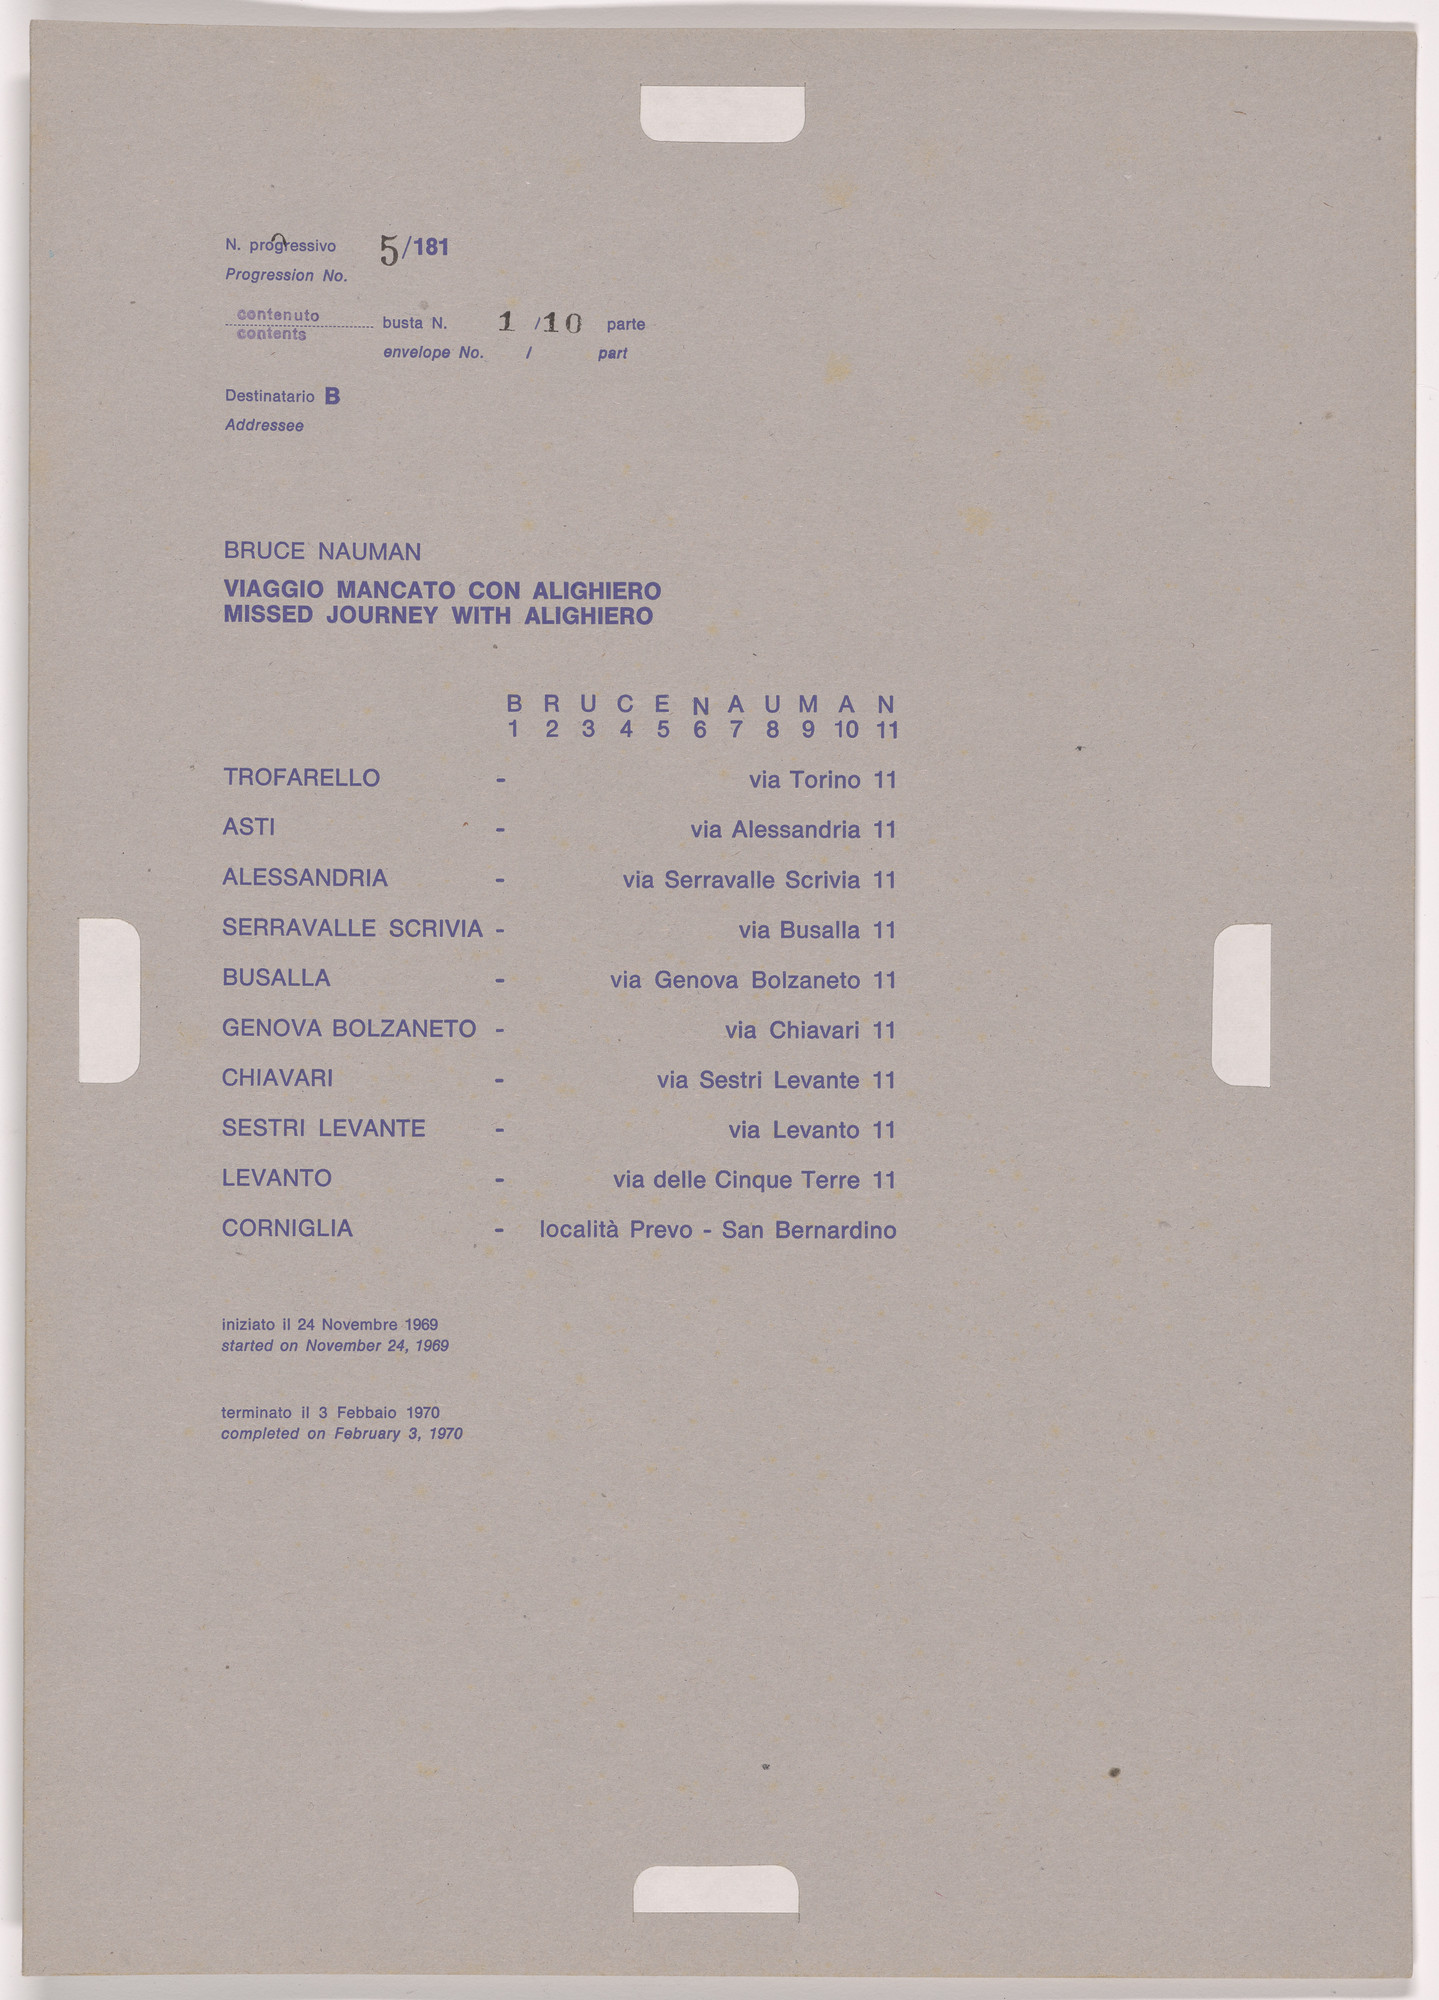 N. progressivo 5/181
Progression No.
contenuto
contents
busta N. 1 /10 parte
envelope No. / part
Destinatario B
Addressee
BRUCE NAUMAN
VIAGGIO MANCATO CON ALIGHIERO
MISSED JOURNEY WITH ALIGHIERO
B R U C E N A U M A N
1 2 3 4 5 6 7 8 9 10 11
TROFARELLO - via Torino 11
ASTI - via Alessandria 11
ALESSANDRIA - via Serravalle Scrivia 11
SERRAVALLE SCRIVIA - via Busalla 11
BUSALLA - via Genova Bolzaneto 11
GENOVA BOLZANETO - via Chiavari 11
CHIAVARI - via Sestri Levante 11
SESTRI LEVANTE - via Levanto 11
LEVANTO - via delle Cinque Terre 11
CORNIGLIA - località Prevo - San Bernardino
iniziato il 24 Novembre 1969
started on November 24, 1969
terminato il 3 Febbaio 1970
completed on February 3, 1970